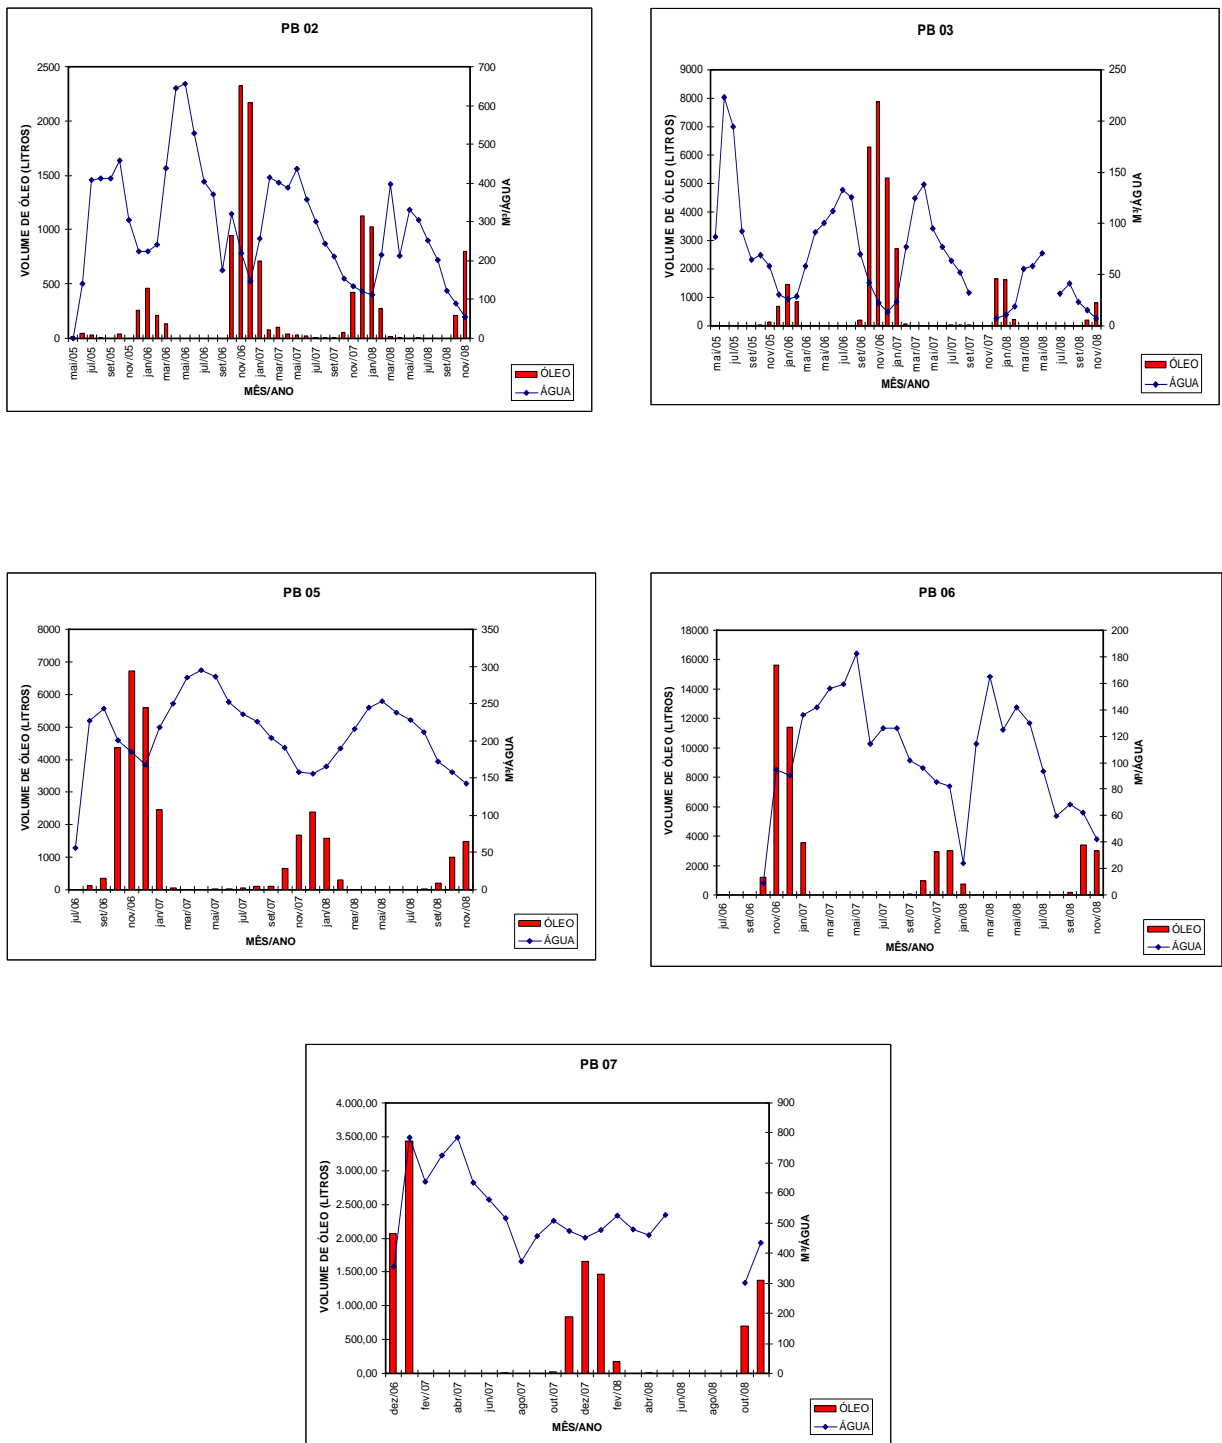 PB 02
2500
2000
1500
1000
500
0
VOLUME DE ÓLEO (LITROS)
700
600
500
400
300
200
100
0
M³/ÁGUA
mai/05
jul/05
set/05
nov/05
jan/06
mar/06
mai/06
jul/06
set/06
nov/06
jan/07
mar/07
mai/07
jul/07
set/07
nov/07
jan/08
mar/08
mai/08
jul/08
set/08
nov/08
MÊS/ANO
ÓLEO
ÁGUA
PB 03
9000
8000
7000
6000
5000
4000
3000
2000
1000
0
VOLUME DE ÓLEO (LITROS)
250
200
150
100
50
0
M³/ÁGUA
mai/05
jul/05
set/05
nov/05
jan/06
mar/06
mai/06
jul/06
set/06
nov/06
jan/07
mar/07
mai/07
jul/07
set/07
nov/07
jan/08
mar/08
mai/08
jul/08
set/08
nov/08
MÊS/ANO
ÓLEO
ÁGUA
PB 05
8000
7000
6000
5000
4000
3000
2000
1000
0
VOLUME DE ÓLEO (LITROS)
350
300
250
200
150
100
50
0
M³/ÁGUA
jul/06
set/06
nov/06
jan/07
mar/07
mai/07
jul/07
set/07
nov/07
jan/08
mar/08
mai/08
jul/08
set/08
nov/08
MÊS/ANO
ÓLEO
ÁGUA
PB 06
18000
16000
14000
12000
10000
8000
6000
4000
2000
0
VOLUME DE ÓLEO (LITROS)
200
180
160
140
120
100
80
60
40
20
0
M³/ÁGUA
jul/06
set/06
nov/06
jan/07
mar/07
mai/07
jul/07
set/07
nov/07
jan/08
mar/08
mai/08
jul/08
set/08
nov/08
MÊS/ANO
ÓLEO
ÁGUA
PB 07
4.000,00
3.500,00
3.000,00
2.500,00
2.000,00
1.500,00
1.000,00
500,00
0,00
VOLUME DE ÓLEO (LITROS)
900
800
700
600
500
400
300
200
100
0
M³/ÁGUA
dez/06
fev/07
abr/07
jun/07
ago/07
out/07
dez/07
fev/08
abr/08
jun/08
ago/08
out/08
MÊS/ANO
ÓLEO
ÁGUA